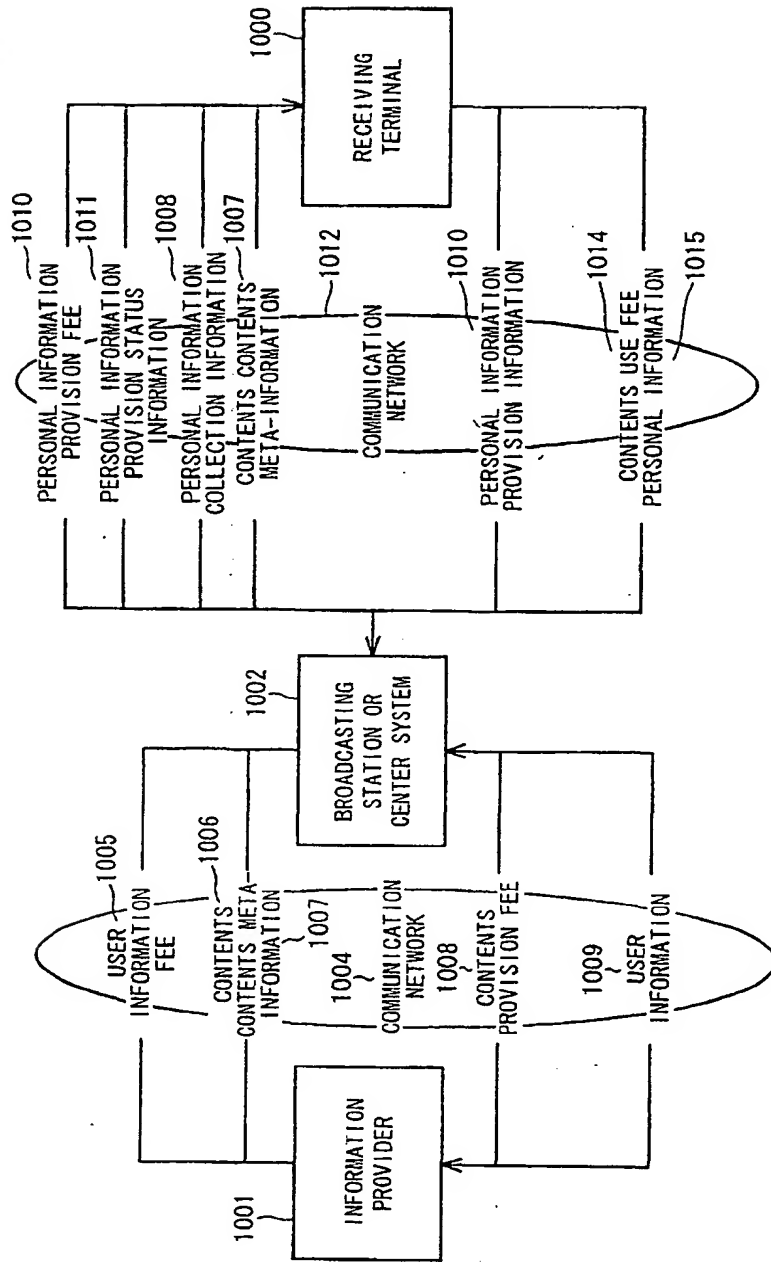 1010
PERSONAL INFORMATION
PROVISION FEE
1011
PERSONAL INFORMATION
PROVISION STATUS
INFORMATION
1008
PERSONAL INFORMATION
COLLECTION INFORMATION
1007
CONTENTS CONTENTS
META-INFORMATION
1012
COMMUNICATION
NETWORK
1010
PERSONAL INFORMATION
PROVISION INFORMATION
1014
CONTENTS USE FEE
PERSONAL INFORMATION
1015
1000
RECEIVING
TERMINAL
1002
BROADCASTING
STATION OR
CENTER SYSTEM
1005
USER
INFORMATION
FEE
1006
CONTENTS
CONTENTS META-
INFORMATION
1007
1004
COMMUNICATION
NETWORK
1008
CONTENTS
PROVISION FEE
1009
USER
INFORMATION
1001
INFORMATION
PROVIDER